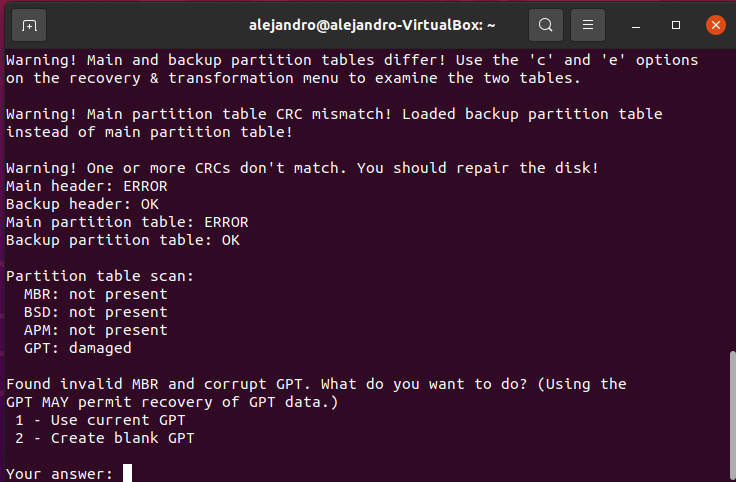 alejandro@alejandro-VirtualBox: ~
Warning! Main and backup partition tables differ! Use the 'c' and 'e' options
on the recovery & transformation menu to examine the two tables.
Warning! Main partition table CRC mismatch! Loaded backup partition table
instead of main partition table!
Warning! One or more CRCs don't match. You should repair the disk!
Main header: ERROR
Backup header: OK
Main partition table: ERROR
Backup partition table: OK
Partition table scan:
MBR: not present
BSD: not present
APM: not present
GPT: damaged
Found invalid MBR and corrupt GPT. What do you want to do? (Using the
GPT MAY permit recovery of GPT data.)
1 - Use current GPT
2 - Create blank GPT
Your answer: